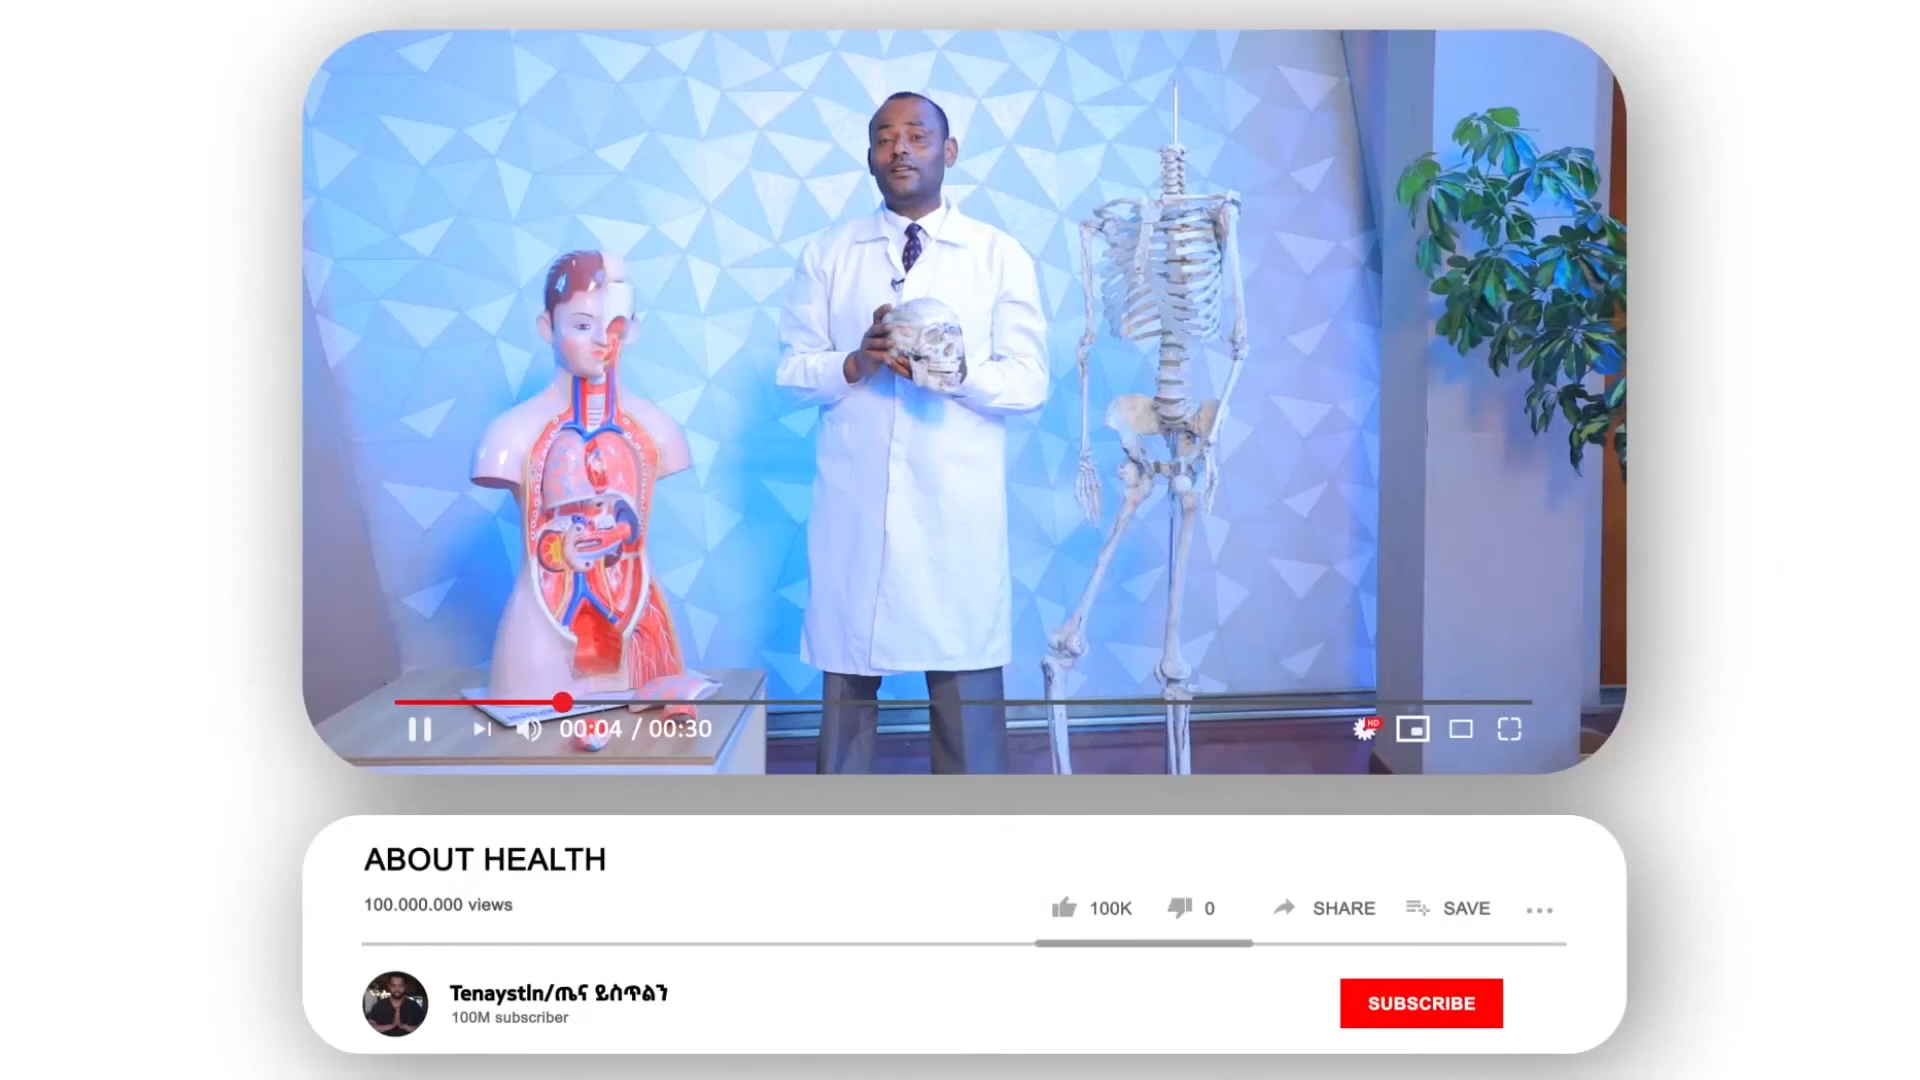 00:04 / 00:30
HD
ABOUT HEALTH
100.000.000 views
100K
0
SHARE
SAVE
Tenaystln/ጤና ይስጥልን
100M subscriber
SUBSCRIBE